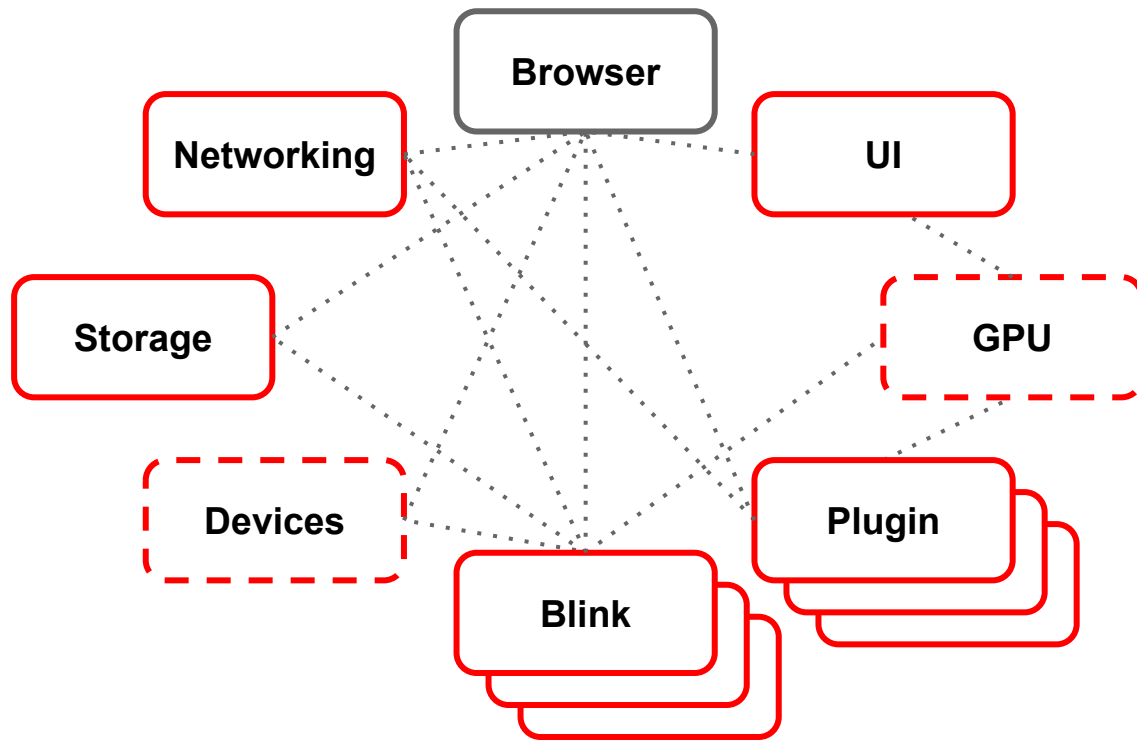 Browser
Networking
UI
Storage
GPU
Devices
Plugin
Blink